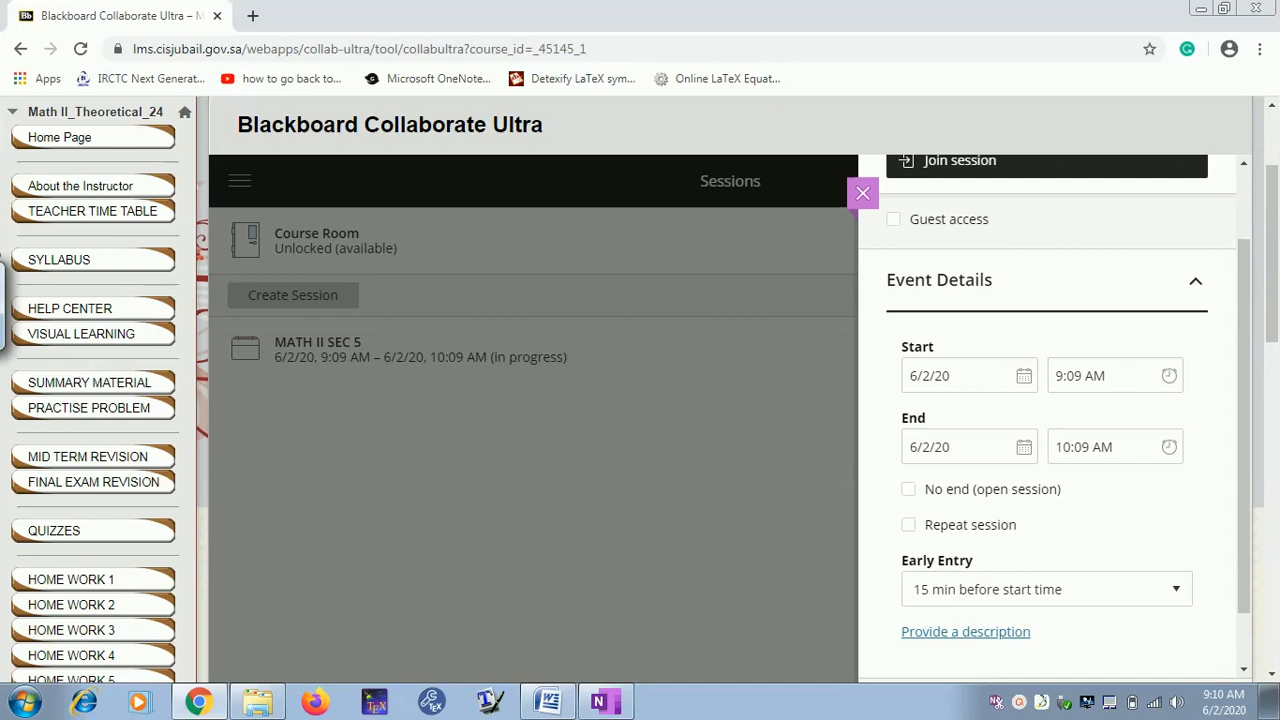 Blackboard Collaborate Ultra – M
lms.cisjubail.gov.sa/webapps/collab-ultra/tool/collabultra?course_id=_45145_1
Apps
IRCTC Next Generat...
how to go back to...
Microsoft OneNote...
Detexify LaTeX sym...
Online LaTeX Equat...
Math II_Theoretical_24
Home Page
About the Instructor
TEACHER TIME TABLE
SYLLABUS
HELP CENTER
VISUAL LEARNING
SUMMARY MATERIAL
PRACTISE PROBLEM
MID TERM REVISION
FINAL EXAM REVISION
QUIZZES
HOME WORK 1
HOME WORK 2
HOME WORK 3
HOME WORK 4
HOME WORK 5
Blackboard Collaborate Ultra
Sessions
Course Room
Unlocked (available)
Create Session
MATH II SEC 5
6/2/20, 9:09 AM – 6/2/20, 10:09 AM (in progress)
Join session
Guest access
Event Details
Start
6/2/20
9:09 AM
End
6/2/20
10:09 AM
No end (open session)
Repeat session
Early Entry
15 min before start time
Provide a description
9:10 AM
6/2/2020